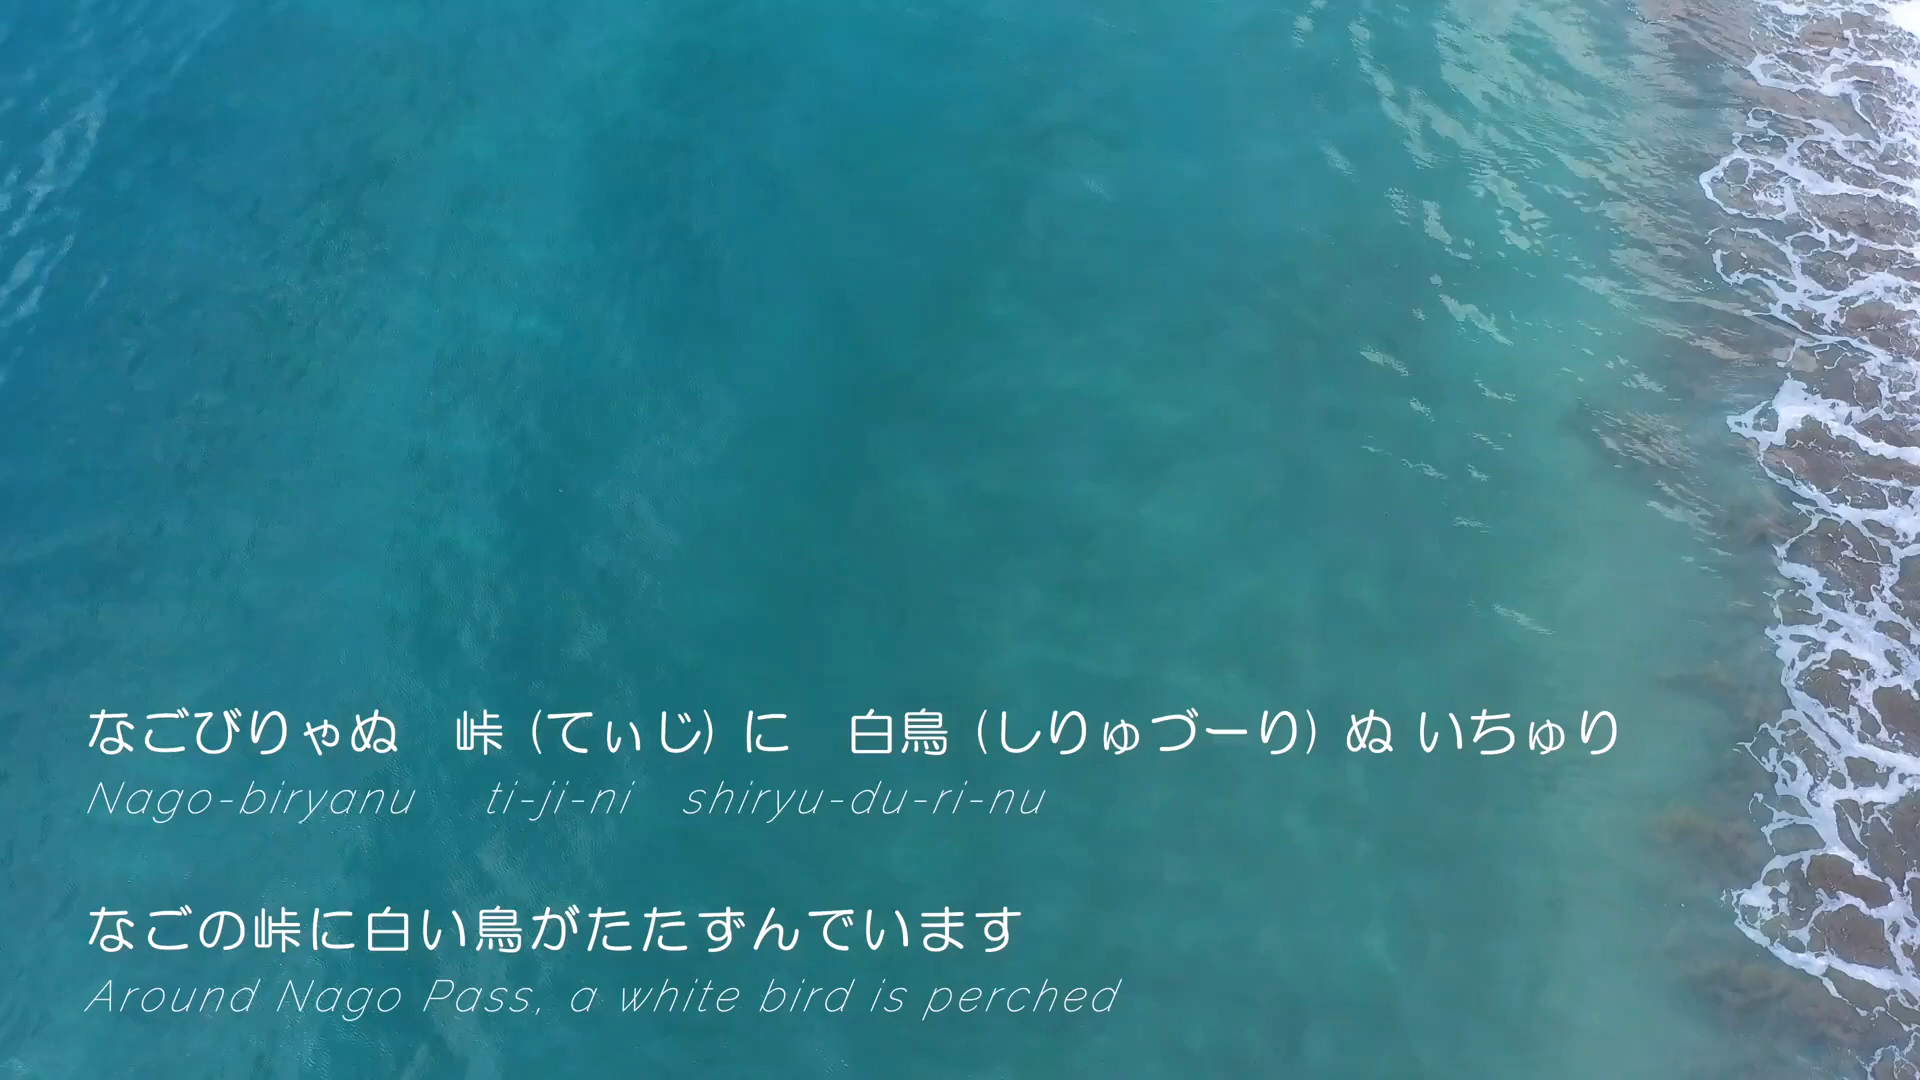 なごびりゃぬ　峠（てぃじ）に　白鳥（しりゅづーり）ぬ いちゅり
Nago-biryanu ti-ji-ni shiryu-du-ri-nu
なごの峠に白い鳥がたたずんでいます
Around Nago Pass, a white bird is perched